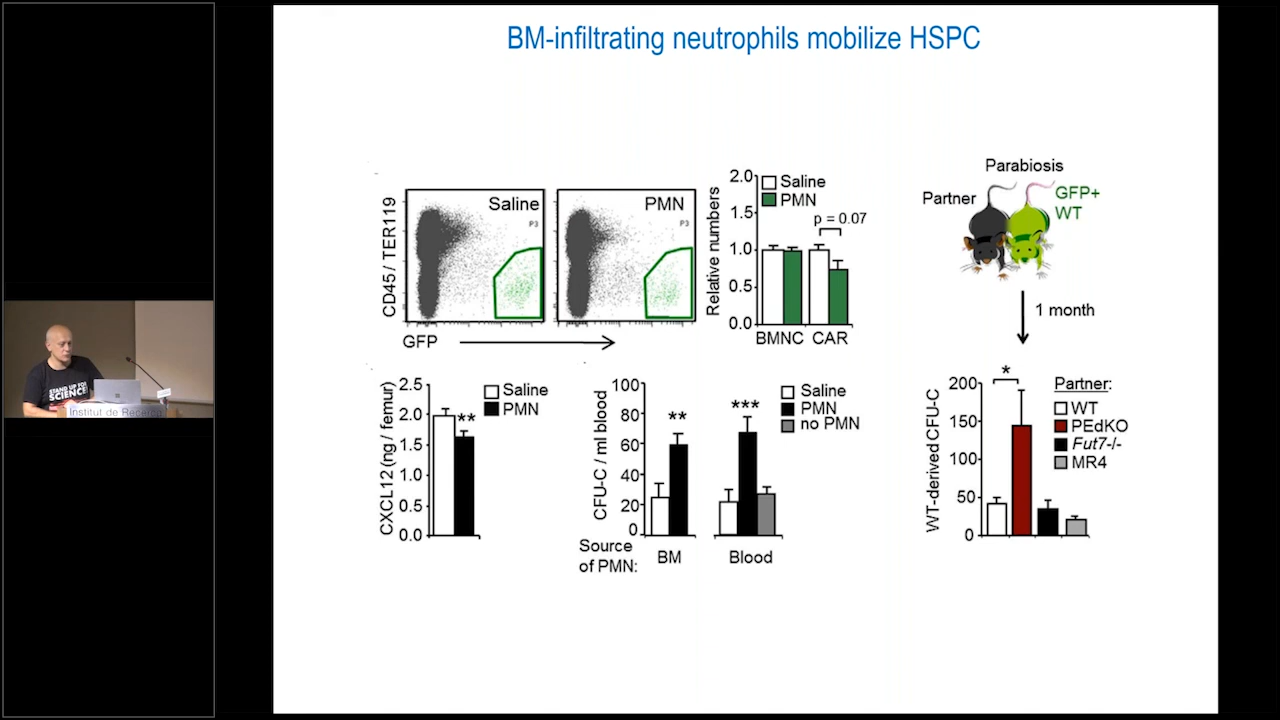 BM-infiltrating neutrophils mobilize HSPC
CD45 / TER119
Saline
P3
PMN
P3
GFP
Relative numbers
2.0
1.5
1.0
0.5
0.0
Saline
PMN
p = 0.07
BMNC
CAR
Parabiosis
Partner
GFP+
WT
1 month
CXCL12 (ng / femur)
2.5
2.0
1.5
1.0
0.5
0.0
Saline
PMN
**
CFU-C / ml blood
100
80
60
40
20
0
**
***
Saline
PMN
no PMN
Source
of PMN:
BM
Blood
WT-derived CFU-C
200
150
100
50
0
*
Partner:
WT
PEdKO
Fut7-/-
MR4
STAND UP FOR
SCIENCE
Institut de Recerca